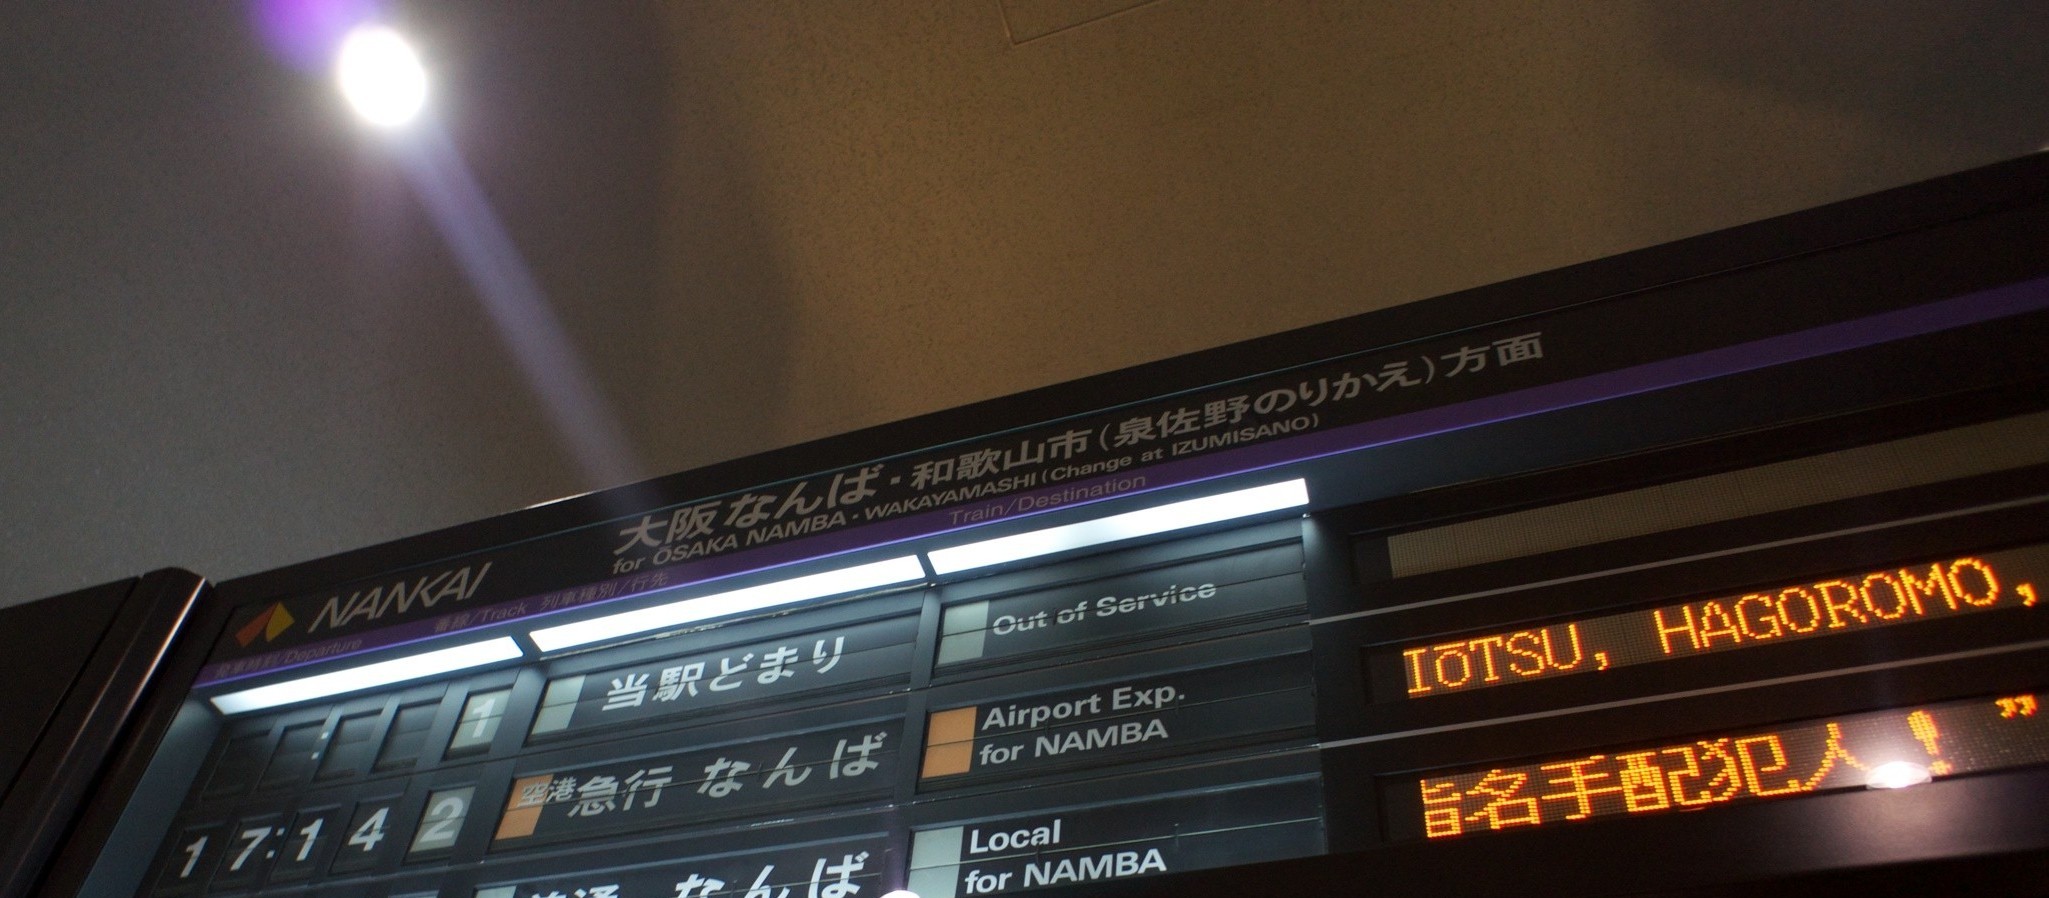 大阪なんば・和歌山市(泉佐野のりかえ)方面
for ŌSAKA NAMBA・WAKAYAMASHI (Change at IZUMISANO)
NANKAI
発車時刻/Departure 番線/Track 列車種別/行先 Train/Destination
: 1 当駅どまり Out of Service
17:14 2 空港急行 なんば Airport Exp. for NAMBA
IŌTSU, HAGOROMO,
普通 なんば Local for NAMBA
指名手配犯人!”